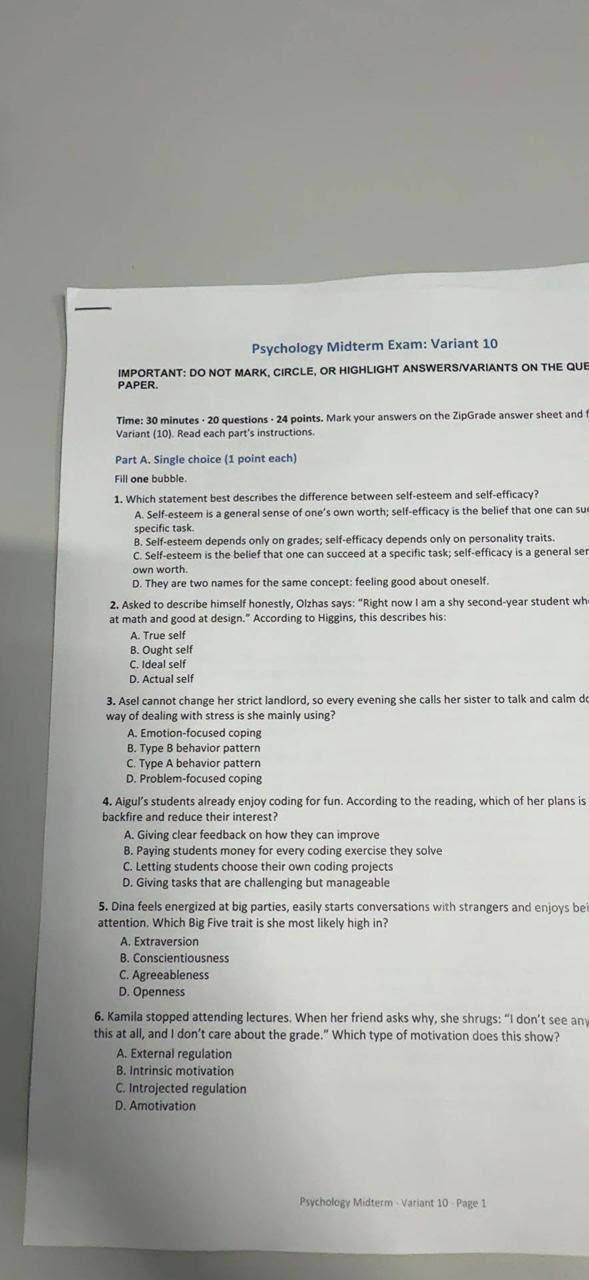 Psychology Midterm Exam: Variant 10
IMPORTANT: DO NOT MARK, CIRCLE, OR HIGHLIGHT ANSWERS/VARIANTS ON THE QUE
PAPER.
Time: 30 minutes · 20 questions · 24 points. Mark your answers on the ZipGrade answer sheet and f
Variant (10). Read each part's instructions.
Part A. Single choice (1 point each)
Fill one bubble.
1. Which statement best describes the difference between self-esteem and self-efficacy?
A. Self-esteem is a general sense of one's own worth; self-efficacy is the belief that one can su
specific task.
B. Self-esteem depends only on grades; self-efficacy depends only on personality traits.
C. Self-esteem is the belief that one can succeed at a specific task; self-efficacy is a general sen
own worth.
D. They are two names for the same concept: feeling good about oneself.
2. Asked to describe himself honestly, Olzhas says: "Right now I am a shy second-year student wh
at math and good at design." According to Higgins, this describes his:
A. True self
B. Ought self
C. Ideal self
D. Actual self
3. Asel cannot change her strict landlord, so every evening she calls her sister to talk and calm do
way of dealing with stress is she mainly using?
A. Emotion-focused coping
B. Type B behavior pattern
C. Type A behavior pattern
D. Problem-focused coping
4. Aigul's students already enjoy coding for fun. According to the reading, which of her plans is
backfire and reduce their interest?
A. Giving clear feedback on how they can improve
B. Paying students money for every coding exercise they solve
C. Letting students choose their own coding projects
D. Giving tasks that are challenging but manageable
5. Dina feels energized at big parties, easily starts conversations with strangers and enjoys bei
attention. Which Big Five trait is she most likely high in?
A. Extraversion
B. Conscientiousness
C. Agreeableness
D. Openness
6. Kamila stopped attending lectures. When her friend asks why, she shrugs: "I don't see any
this at all, and I don't care about the grade." Which type of motivation does this show?
A. External regulation
B. Intrinsic motivation
C. Introjected regulation
D. Amotivation
Psychology Midterm · Variant 10 · Page 1